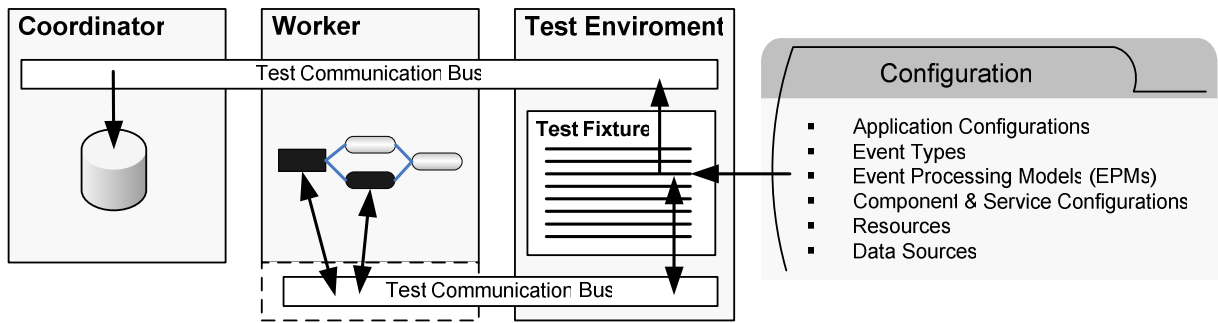 Coordinator
Worker
Test Enviroment
Test Communication Bus
Test Fixture
Test Communication Bus
Configuration
▪ Application Configurations
▪ Event Types
▪ Event Processing Models (EPMs)
▪ Component & Service Configurations
▪ Resources
▪ Data Sources